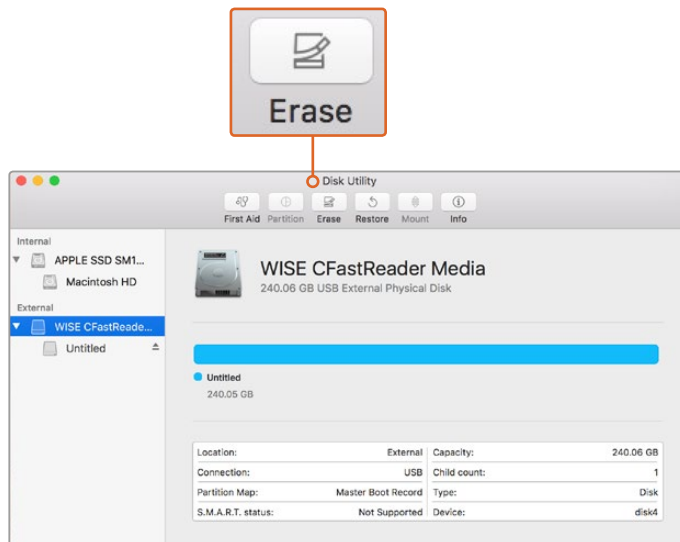 Erase
Disk Utility
First Aid Partition Erase Restore Mount Info
Internal
APPLE SSD SM1...
Macintosh HD
External
WISE CFastReade...
Untitled
WISE CFastReader Media
240.06 GB USB External Physical Disk
Untitled
240.05 GB
Location: External Capacity: 240.06 GB
Connection: USB Child count: 1
Partition Map: Master Boot Record Type: Disk
S.M.A.R.T. status: Not Supported Device: disk4